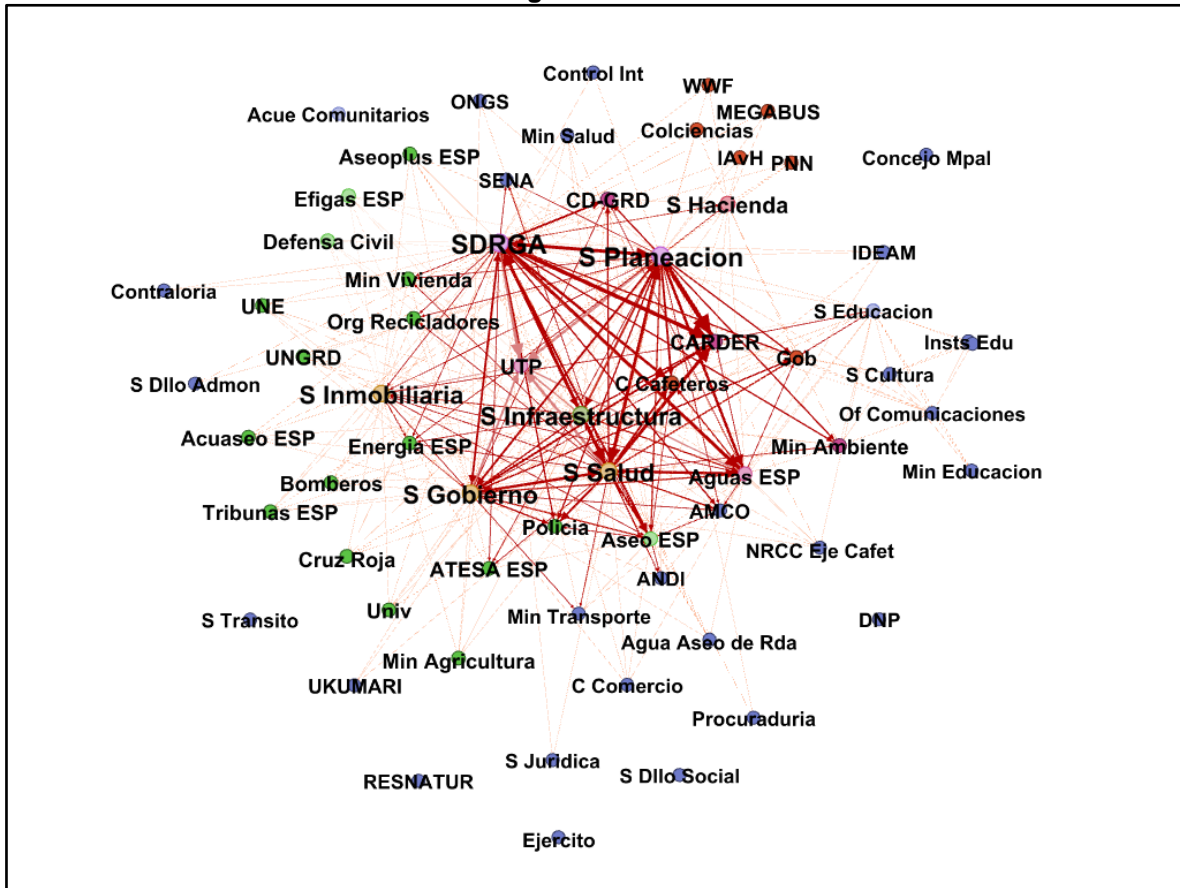 Control Int
WWF
ONGS
MEGABUS
Acue Comunitarios
Min Salud
Colciencias
Aseoplus ESP
IAvH
PNN
Concejo Mpal
SENA
Efigas ESP
CD-GRD
S Hacienda
Defensa Civil
SDRGA
S Planeacion
IDEAM
Min Vivienda
Contraloria
UNE
Org Recicladores
S Educacion
CARDER
Insts Edu
UNGRD
UTP
Gob
S Dllo Admon
C Cafeteros
S Cultura
S Inmobiliaria
S Infraestructura
Of Comunicaciones
Acuaseo ESP
Energia ESP
Min Ambiente
S Salud
Aguas ESP
Min Educacion
Bomberos
S Gobierno
Tribunas ESP
AMCO
Policia
Aseo ESP
NRCC Eje Cafet
Cruz Roja
ATESA ESP
ANDI
Univ
Min Transporte
S Transito
DNP
Agua Aseo de Rda
Min Agricultura
UKUMARI
C Comercio
Procuraduria
S Juridica
S Dllo Social
RESNATUR
Ejercito